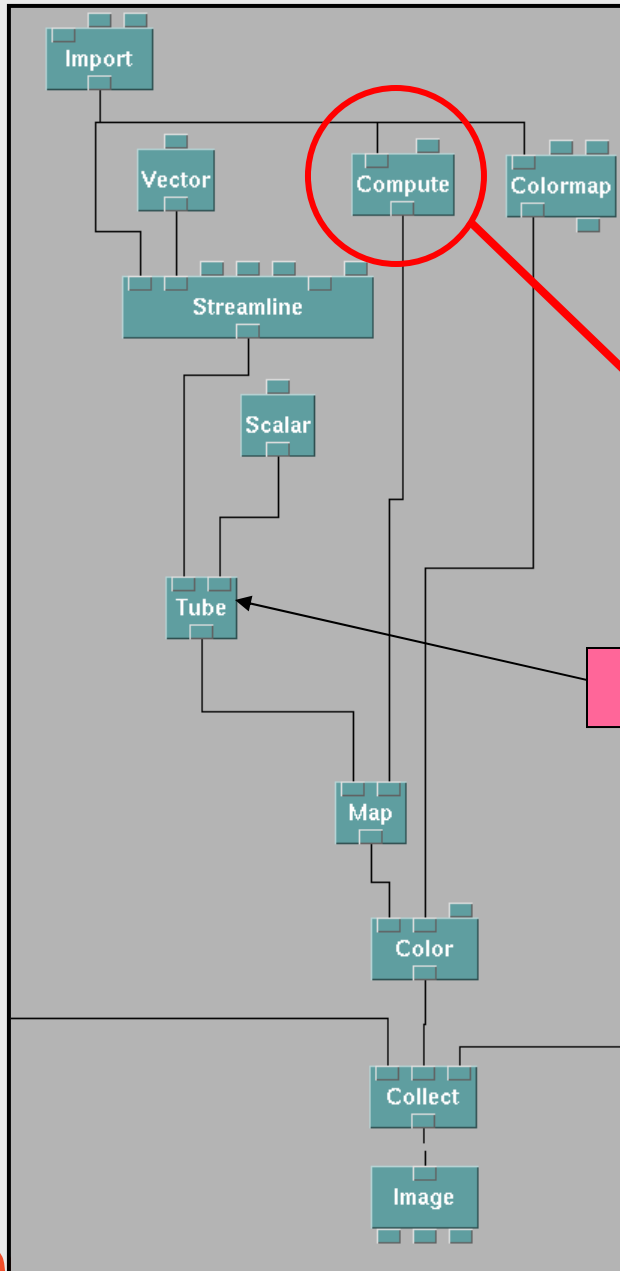 Import
Vector
Compute
Colormap
Streamline
Scalar
Tube
Map
Color
Collect
Image